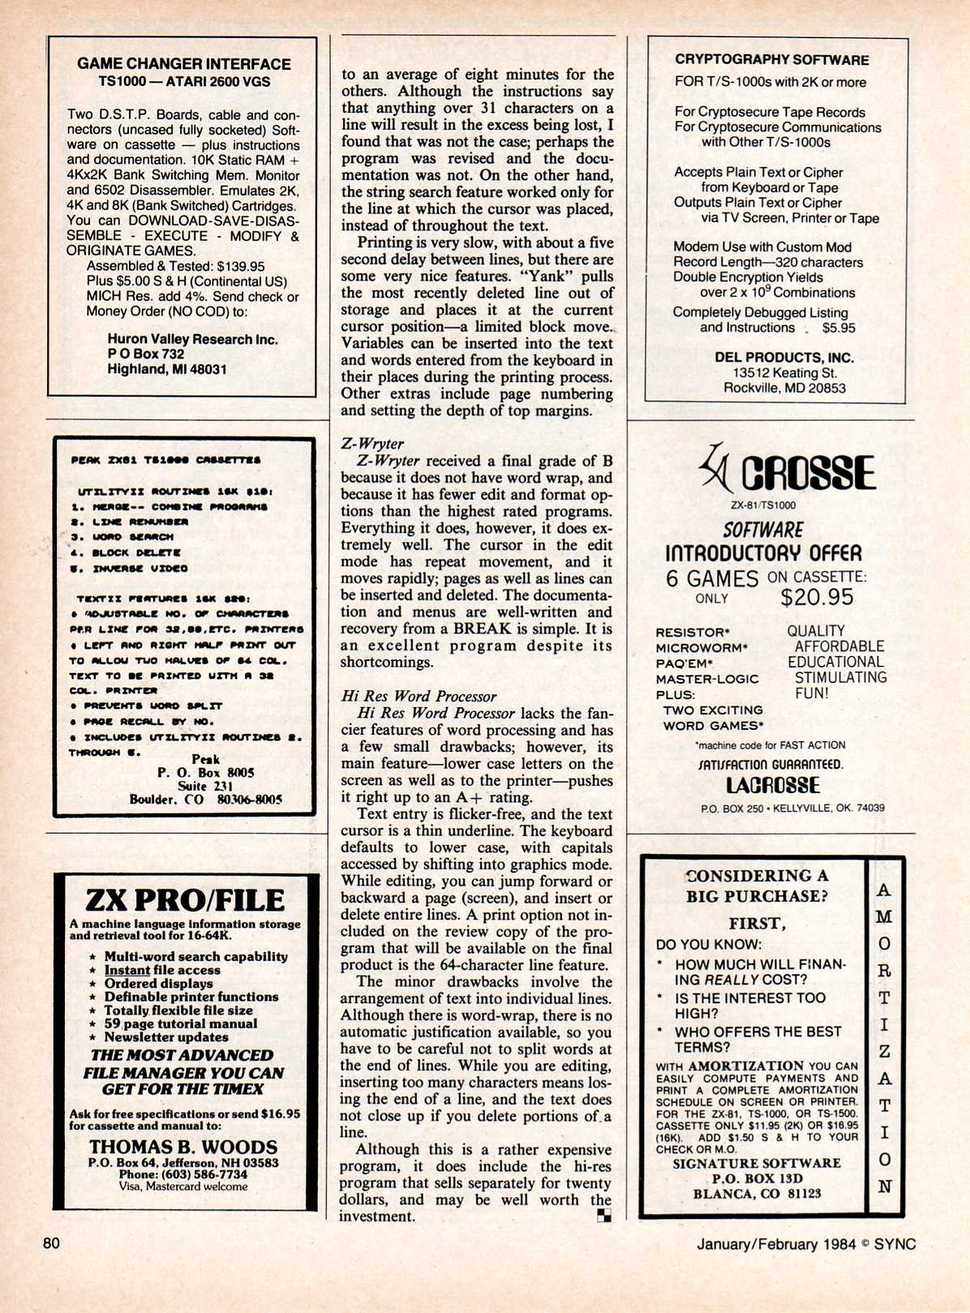 GAME CHANGER INTERFACE
TS1000 — ATARI 2600 VGS
Two D.S.T.P. Boards, cable and con-
nectors (uncased fully socketed) Soft-
ware on cassette — plus instructions
and documentation. 10K Static RAM +
4Kx2K Bank Switching Mem. Monitor
and 6502 Disassembler. Emulates 2K,
4K and 8K (Bank Switched) Cartridges.
You can DOWNLOAD-SAVE-DISAS-
SEMBLE - EXECUTE - MODIFY &
ORIGINATE GAMES.
Assembled & Tested: $139.95
Plus $5.00 S & H (Continental US)
MICH Res. add 4%. Send check or
Money Order (NO COD) to:
Huron Valley Research Inc.
P O Box 732
Highland, MI 48031
PEAK ZX81 TS1000 CASSETTES
UTILITYII ROUTINES 16K $10:
1. MERGE-- COMBINE PROGRAMS
2. LINE RENUMBER
3. WORD SEARCH
4. BLOCK DELETE
5. INVERSE VIDEO
TEXTII FEATURES 16K $20:
* ADJUSTABLE NO. OF CHARACTERS
PER LINE FOR 32,80,ETC. PRINTERS
* LEFT AND RIGHT HALF PRINT OUT
TO ALLOW TWO HALVES OF 64 COL.
TEXT TO BE PRINTED WITH A 32
COL. PRINTER
* PREVENTS WORD SPLIT
* PAGE RECALL BY NO.
* INCLUDES UTILITYII ROUTINES 2.
THROUGH 5.
Peak
P. O. Box 8005
Suite 231
Boulder, CO 80306-8005
ZX PRO/FILE
A machine language information storage
and retrieval tool for 16-64K.
★ Multi-word search capability
★ Instant file access
★ Ordered displays
★ Definable printer functions
★ Totally flexible file size
★ 59 page tutorial manual
★ Newsletter updates
THE MOST ADVANCED
FILE MANAGER YOU CAN
GET FOR THE TIMEX
Ask for free specifications or send $16.95
for cassette and manual to:
THOMAS B. WOODS
P.O. Box 64, Jefferson, NH 03583
Phone: (603) 586-7734
Visa, Mastercard welcome
to an average of eight minutes for the
others. Although the instructions say
that anything over 31 characters on a
line will result in the excess being lost, I
found that was not the case; perhaps the
program was revised and the docu-
mentation was not. On the other hand,
the string search feature worked only for
the line at which the cursor was placed,
instead of throughout the text.
Printing is very slow, with about a five
second delay between lines, but there are
some very nice features. "Yank" pulls
the most recently deleted line out of
storage and places it at the current
cursor position—a limited block move.
Variables can be inserted into the text
and words entered from the keyboard in
their places during the printing process.
Other extras include page numbering
and setting the depth of top margins.
Z-Wryter
Z-Wryter received a final grade of B
because it does not have word wrap, and
because it has fewer edit and format op-
tions than the highest rated programs.
Everything it does, however, it does ex-
tremely well. The cursor in the edit
mode has repeat movement, and it
moves rapidly; pages as well as lines can
be inserted and deleted. The documenta-
tion and menus are well-written and
recovery from a BREAK is simple. It is
an excellent program despite its
shortcomings.
Hi Res Word Processor
Hi Res Word Processor lacks the fan-
cier features of word processing and has
a few small drawbacks; however, its
main feature—lower case letters on the
screen as well as to the printer—pushes
it right up to an A+ rating.
Text entry is flicker-free, and the text
cursor is a thin underline. The keyboard
defaults to lower case, with capitals
accessed by shifting into graphics mode.
While editing, you can jump forward or
backward a page (screen), and insert or
delete entire lines. A print option not in-
cluded on the review copy of the pro-
gram that will be available on the final
product is the 64-character line feature.
The minor drawbacks involve the
arrangement of text into individual lines.
Although there is word-wrap, there is no
automatic justification available, so you
have to be careful not to split words at
the end of lines. While you are editing,
inserting too many characters means los-
ing the end of a line, and the text does
not close up if you delete portions of a
line.
Although this is a rather expensive
program, it does include the hi-res
program that sells separately for twenty
dollars, and may be well worth the
investment.
CRYPTOGRAPHY SOFTWARE
FOR T/S-1000s with 2K or more
For Cryptosecure Tape Records
For Cryptosecure Communications
with Other T/S-1000s
Accepts Plain Text or Cipher
from Keyboard or Tape
Outputs Plain Text or Cipher
via TV Screen, Printer or Tape
Modem Use with Custom Mod
Record Length—320 characters
Double Encryption Yields
over 2 x 10⁹ Combinations
Completely Debugged Listing
and Instructions . $5.95
DEL PRODUCTS, INC.
13512 Keating St.
Rockville, MD 20853
LA CROSSE
ZX-81/TS1000
SOFTWARE
INTRODUCTORY OFFER
6 GAMES ON CASSETTE:
ONLY $20.95
RESISTOR* QUALITY
MICROWORM* AFFORDABLE
PAQ'EM* EDUCATIONAL
MASTER-LOGIC STIMULATING
PLUS: FUN!
TWO EXCITING
WORD GAMES*
*machine code for FAST ACTION
SATISFACTION GUARANTEED.
LACROSSE
P.O. BOX 250 • KELLYVILLE, OK. 74039
CONSIDERING A
BIG PURCHASE?
FIRST,
DO YOU KNOW:
* HOW MUCH WILL FINAN-
ING REALLY COST?
* IS THE INTEREST TOO
HIGH?
* WHO OFFERS THE BEST
TERMS?
WITH AMORTIZATION YOU CAN
EASILY COMPUTE PAYMENTS AND
PRINT A COMPLETE AMORTIZATION
SCHEDULE ON SCREEN OR PRINTER.
FOR THE ZX-81, TS-1000, OR TS-1500.
CASSETTE ONLY $11.95 (2K) OR $16.95
(16K). ADD $1.50 S & H TO YOUR
CHECK OR M.O.
SIGNATURE SOFTWARE
P.O. BOX 13D
BLANCA, CO 81123
AMORTIZATION
80
January/February 1984 © SYNC